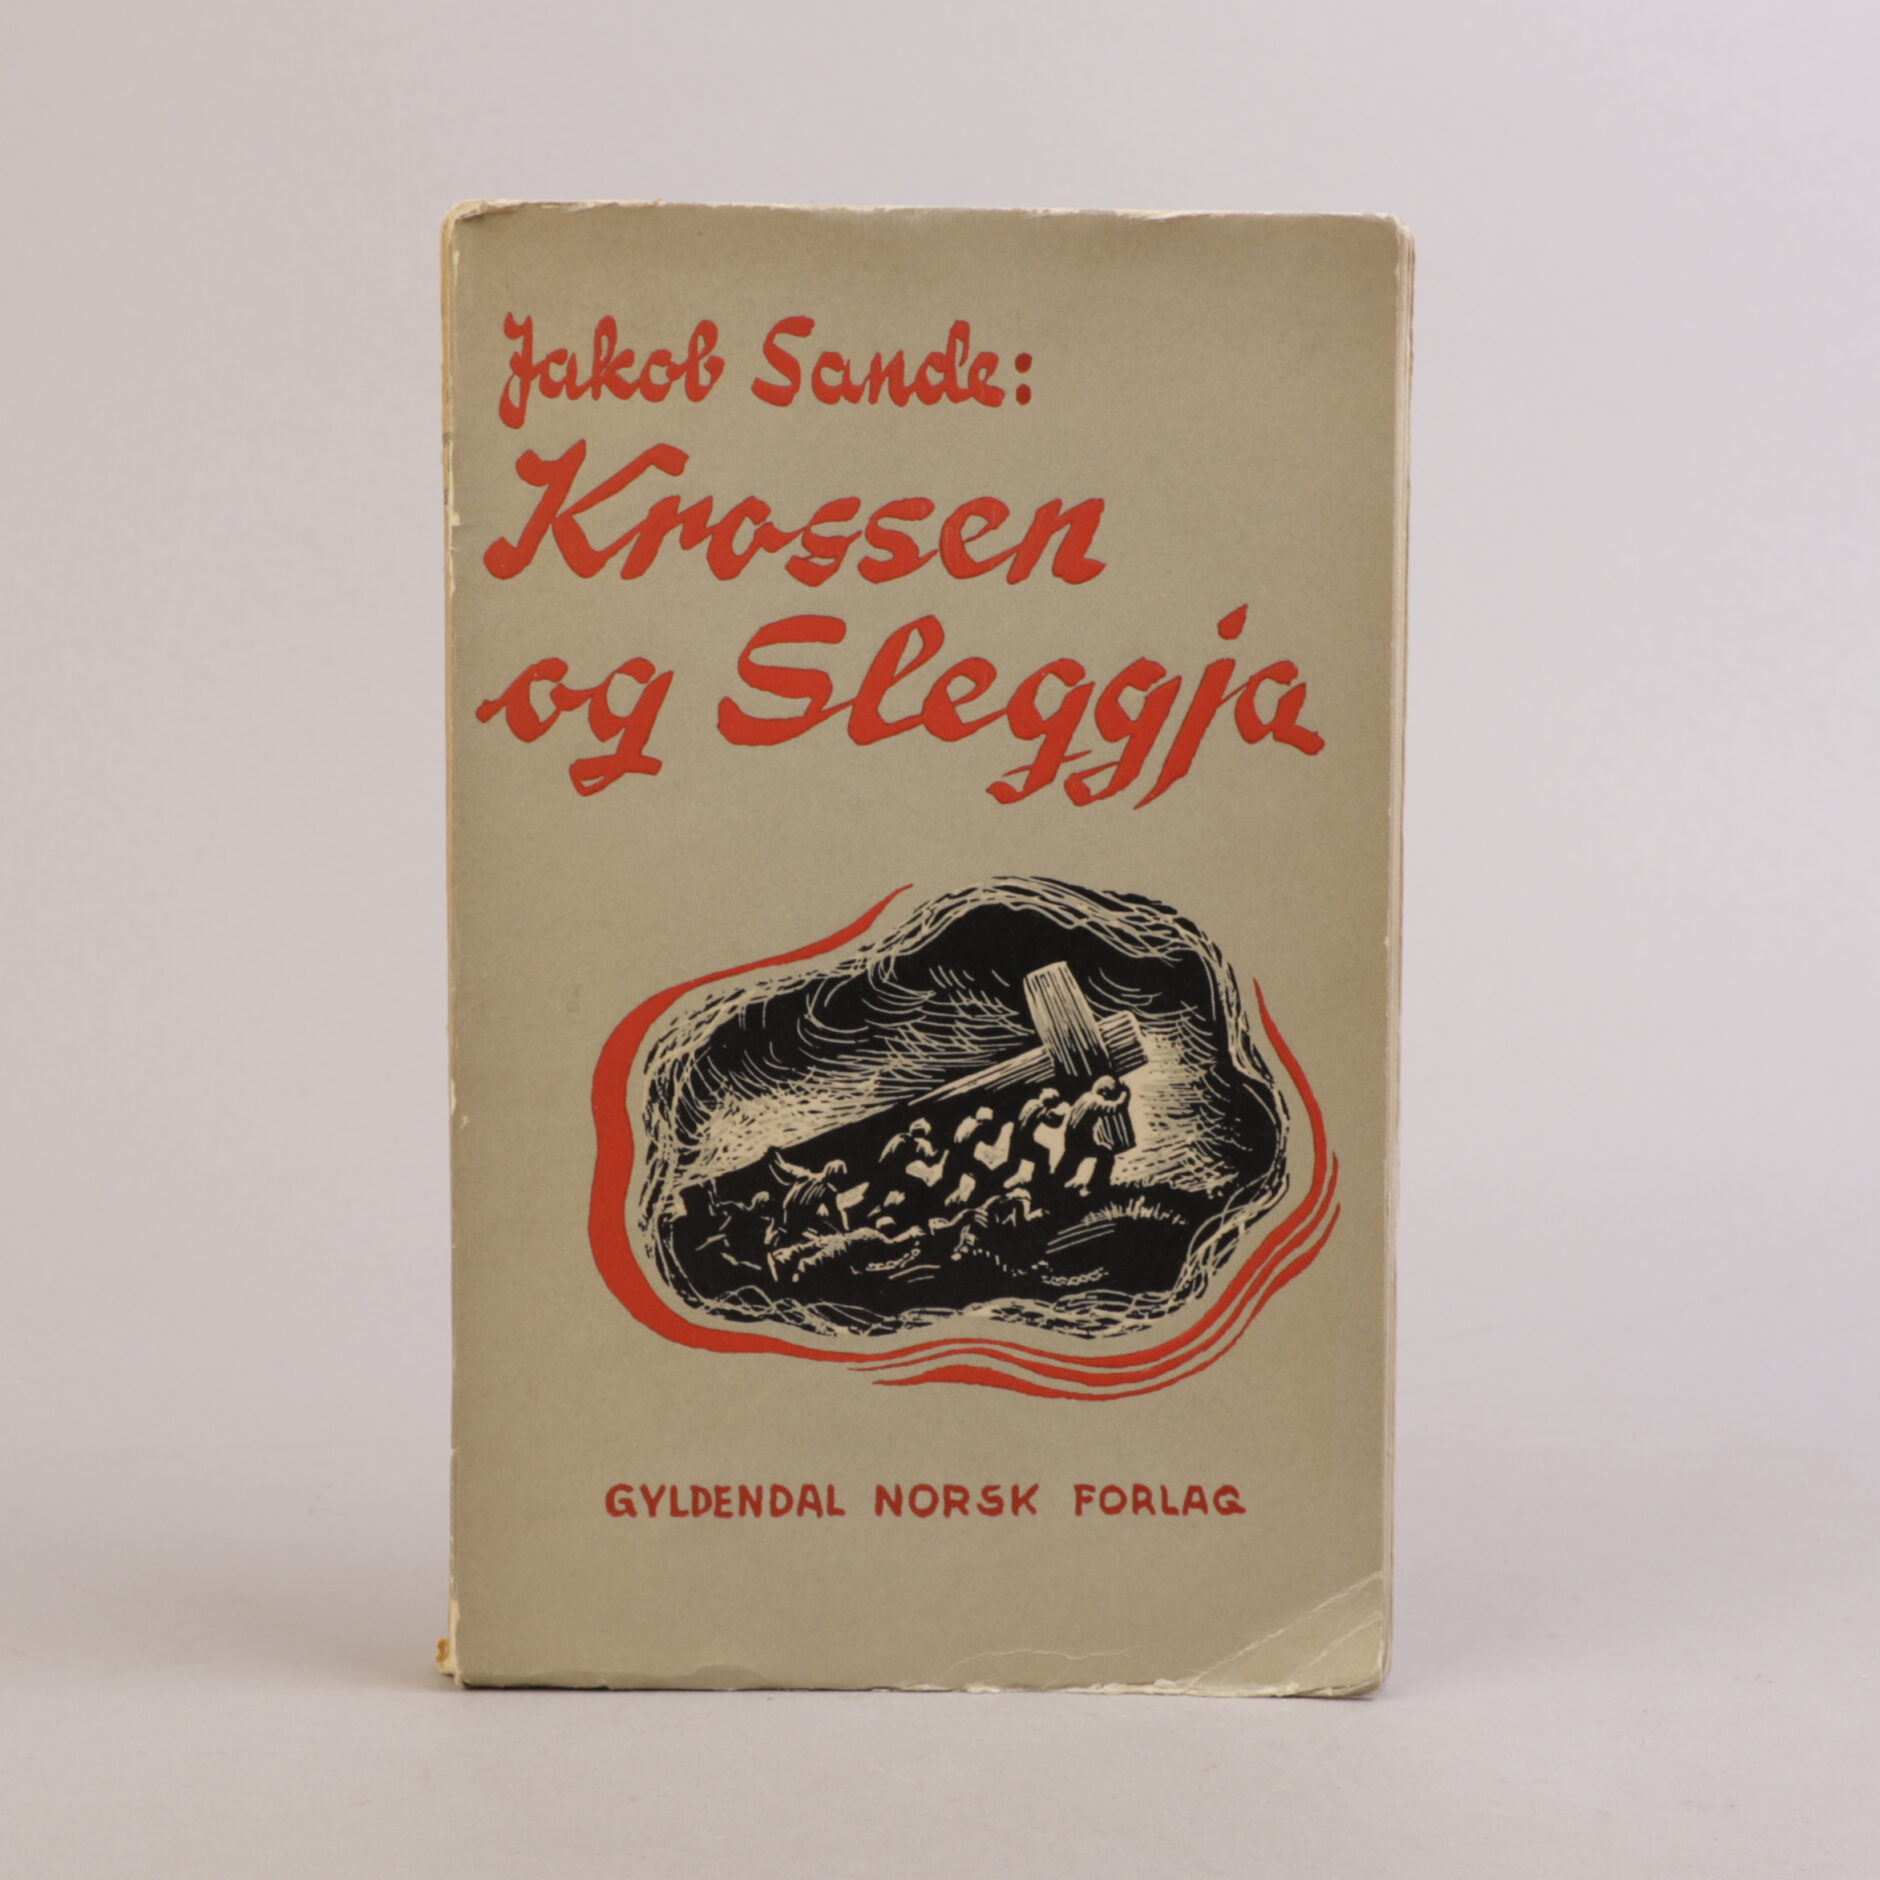 Jakob Sande:
Krossen
og Sleggja
GYLDENDAL NORSK FORLAG